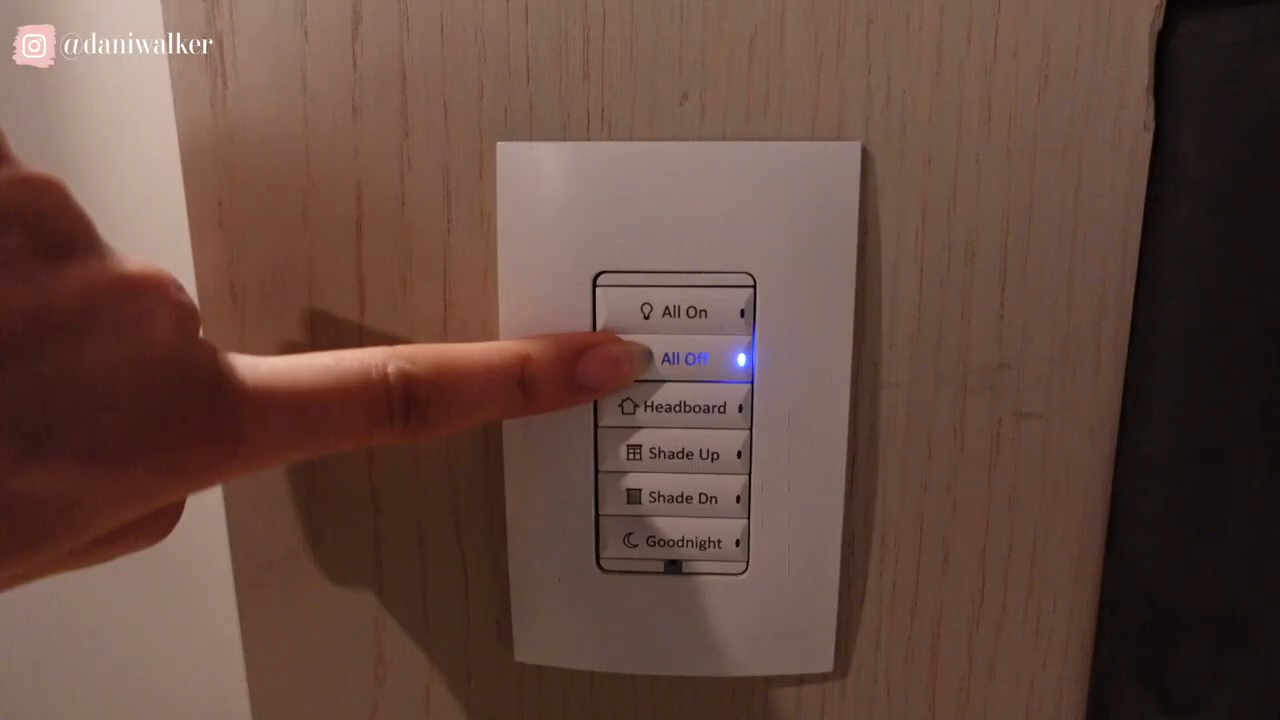 @daniwalker
All On
All Off
Headboard
Shade Up
Shade Dn
Goodnight